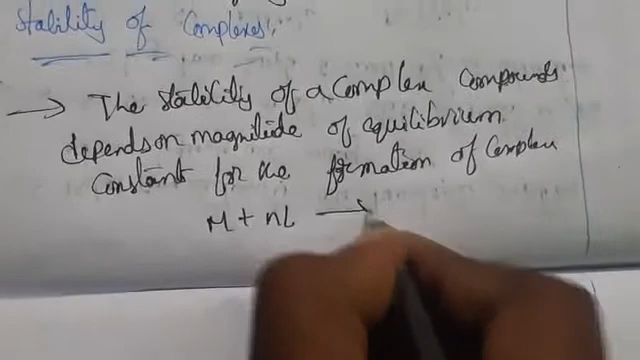 Stability of Complexes:
→ The stability of a complex compounds
depends on magnitude of equilibrium
constant for the formation of complex
M + nL →